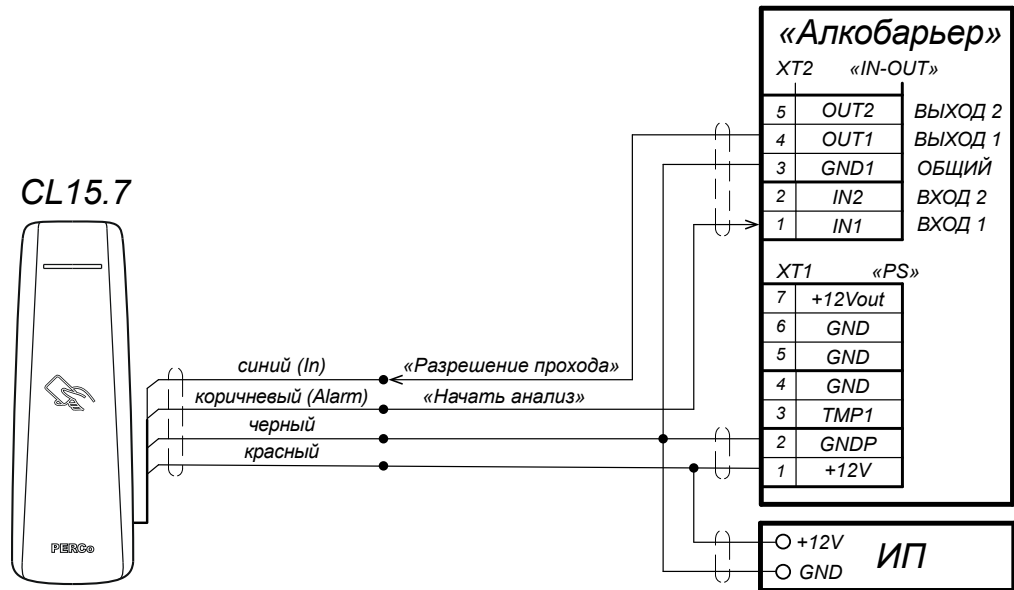 «Алкобарьер»
XT2 «IN-OUT»
5 OUT2 ВЫХОД 2
4 OUT1 ВЫХОД 1
3 GND1 ОБЩИЙ
2 IN2 ВХОД 2
1 IN1 ВХОД 1
CL15.7
XT1 «PS»
7 +12Vout
6 GND
5 GND
4 GND
3 TMP1
2 GNDP
1 +12V
синий (In) «Разрешение прохода»
коричневый (Alarm) «Начать анализ»
черный
красный
PERCo
+12V
GND
ИП